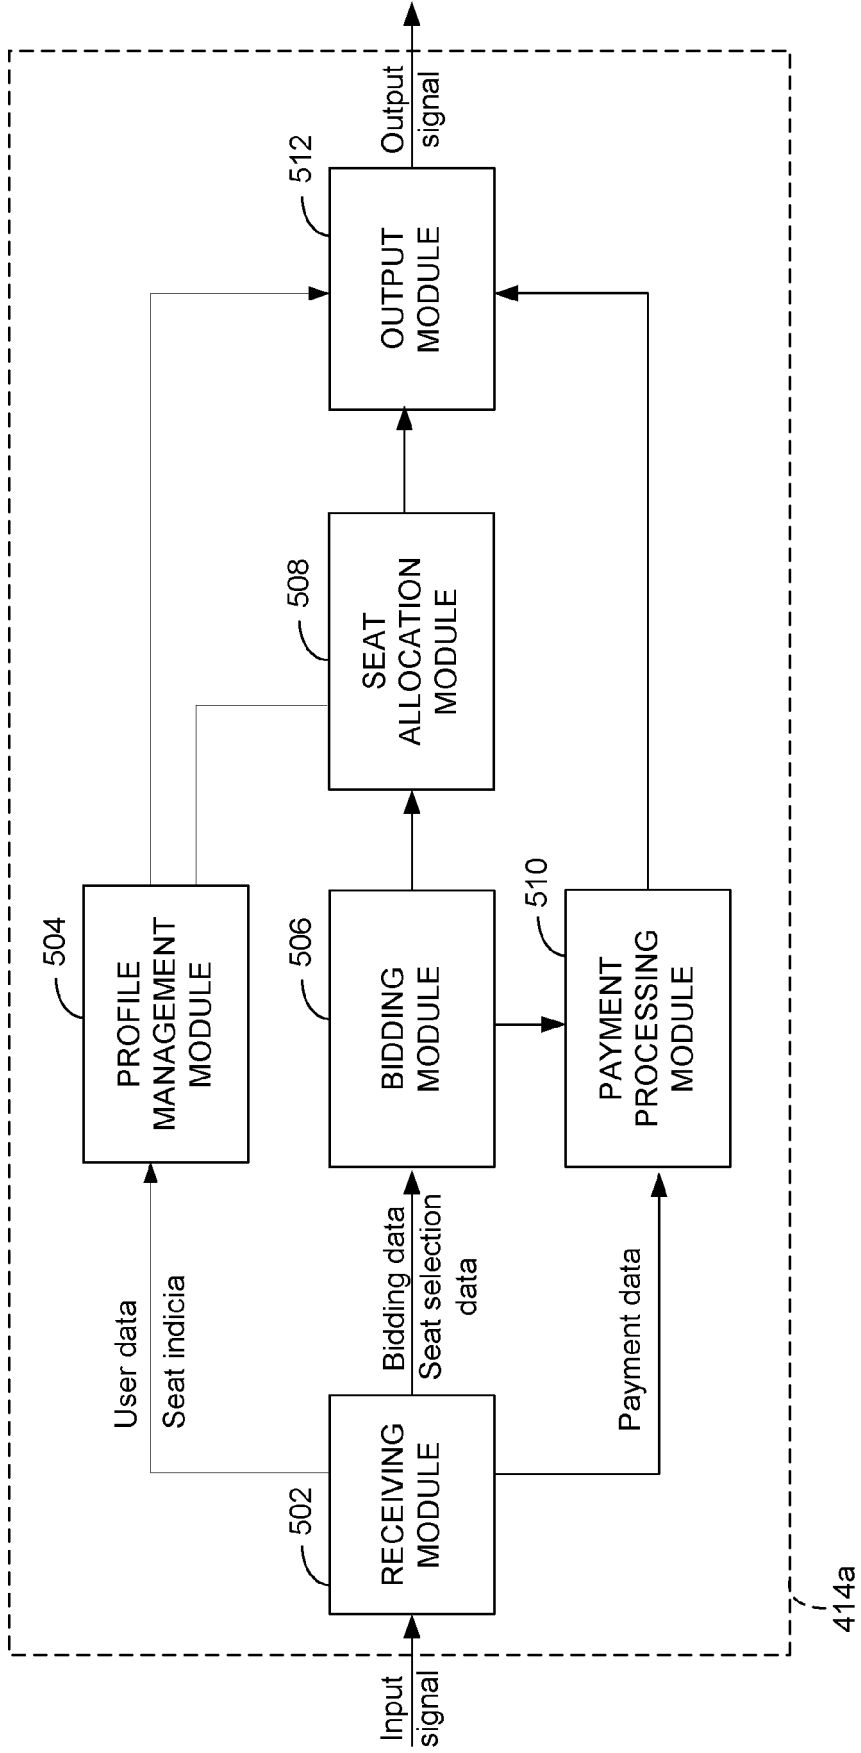 Input
signal
502
RECEIVING
MODULE
User data
Seat indicia
Bidding data
Seat selection
data
Payment data
504
PROFILE
MANAGEMENT
MODULE
506
BIDDING
MODULE
510
PAYMENT
PROCESSING
MODULE
508
SEAT
ALLOCATION
MODULE
512
OUTPUT
MODULE
Output
signal
414a